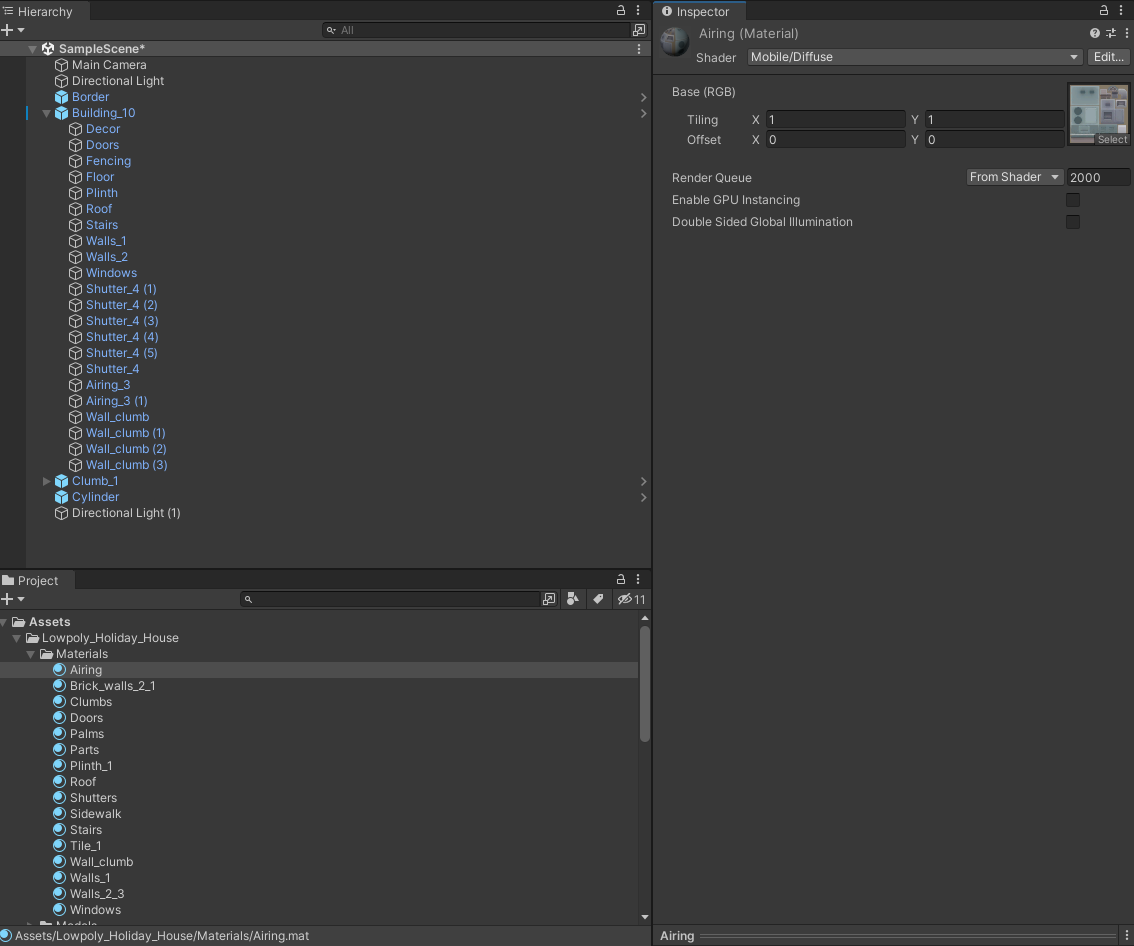 Hierarchy
All
SampleScene*
Main Camera
Directional Light
Border
Building_10
Decor
Doors
Fencing
Floor
Plinth
Roof
Stairs
Walls_1
Walls_2
Windows
Shutter_4 (1)
Shutter_4 (2)
Shutter_4 (3)
Shutter_4 (4)
Shutter_4 (5)
Shutter_4
Airing_3
Airing_3 (1)
Wall_clumb
Wall_clumb (1)
Wall_clumb (2)
Wall_clumb (3)
Clumb_1
Cylinder
Directional Light (1)
Project
11
Assets
Lowpoly_Holiday_House
Materials
Airing
Brick_walls_2_1
Clumbs
Doors
Palms
Parts
Plinth_1
Roof
Shutters
Sidewalk
Stairs
Tile_1
Wall_clumb
Walls_1
Walls_2_3
Windows
Models
Assets/Lowpoly_Holiday_House/Materials/Airing.mat
Inspector
Airing (Material)
Shader Mobile/Diffuse Edit...
Base (RGB)
Tiling X 1 Y 1
Offset X 0 Y 0
Select
Render Queue From Shader 2000
Enable GPU Instancing
Double Sided Global Illumination
Airing